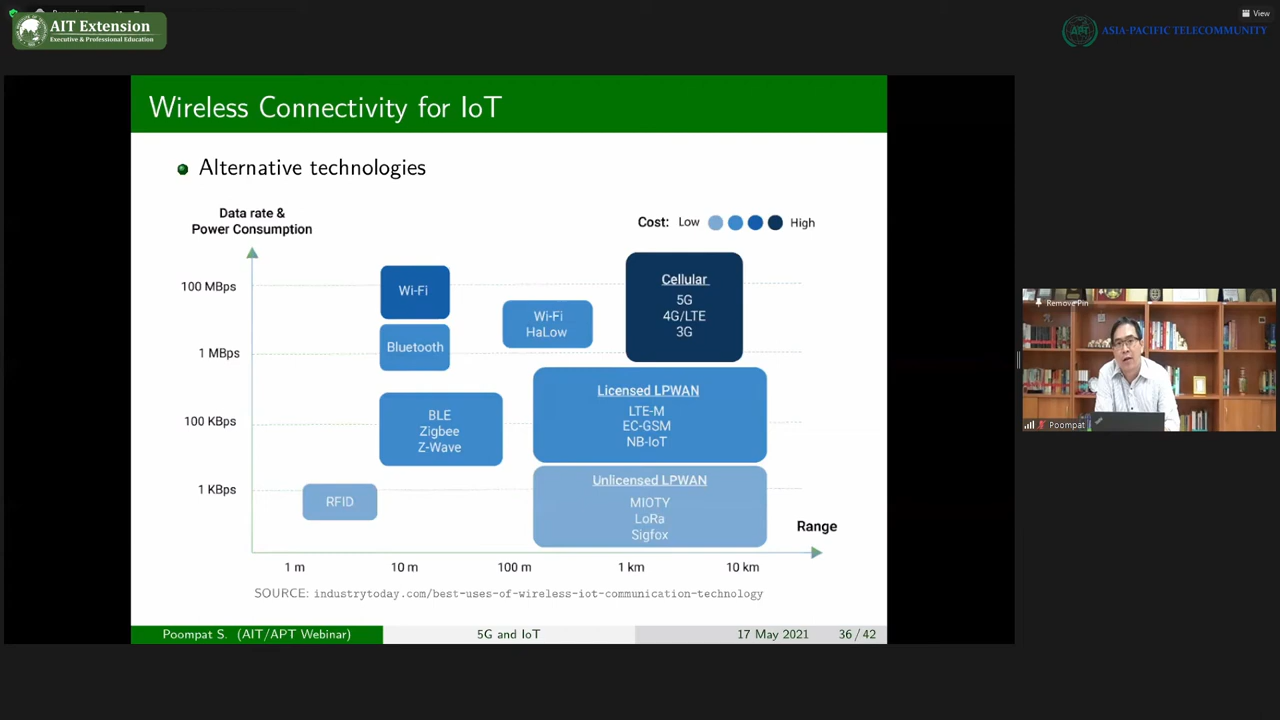 AIT Extension
Executive & Professional Education
View
APT
ASIA-PACIFIC TELECOMMUNITY
Wireless Connectivity for IoT
Alternative technologies
Data rate &
Power Consumption
Cost: Low High
100 MBps
1 MBps
100 KBps
1 KBps
Wi-Fi
Bluetooth
Wi-Fi
HaLow
Cellular
5G
4G/LTE
3G
BLE
Zigbee
Z-Wave
Licensed LPWAN
LTE-M
EC-GSM
NB-IoT
RFID
Unlicensed LPWAN
MIOTY
LoRa
Sigfox
Range
1 m
10 m
100 m
1 km
10 km
SOURCE: industrytoday.com/best-uses-of-wireless-iot-communication-technology
Poompat S. (AIT/APT Webinar)
5G and IoT
17 May 2021
36 / 42
Remove Pin
Poompat